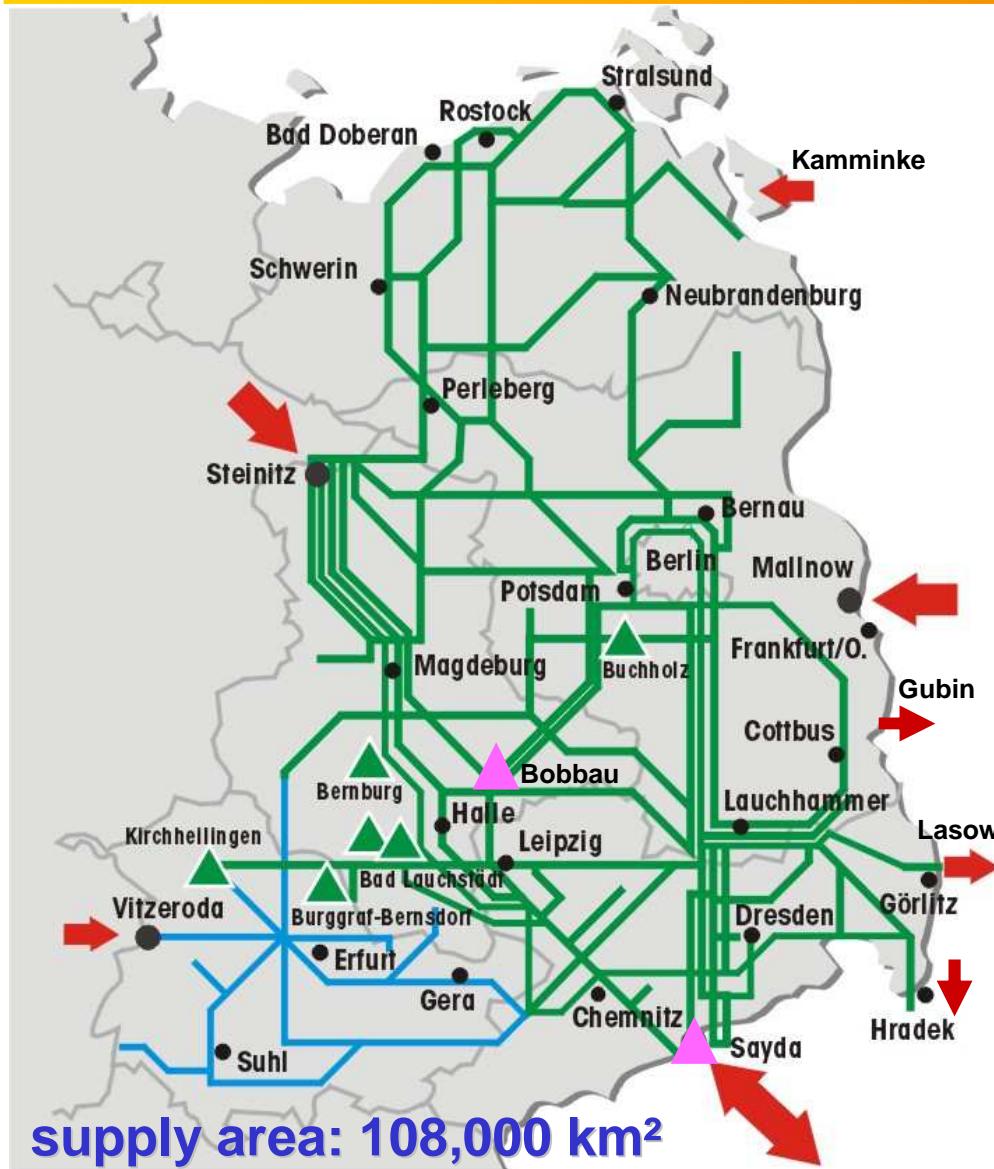 Stralsund
Rostock
Bad Doberan
Kamminke
Schwerin
Neubrandenburg
Perleberg
Steinitz
Bernau
Berlin
Mallnow
Potsdam
Frankfurt/O.
Magdeburg
Buchholz
Gubin
Cottbus
Bobbau
Bernburg
Lauchhammer
Halle
Kirchheilingen
Lasow
Leipzig
Bad Lauchstädt
Görlitz
Vitzeroda
Burggraf-Bernsdorf
Dresden
Erfurt
Gera
Chemnitz
Hradek
Sayda
Suhl
supply area: 108,000 km²